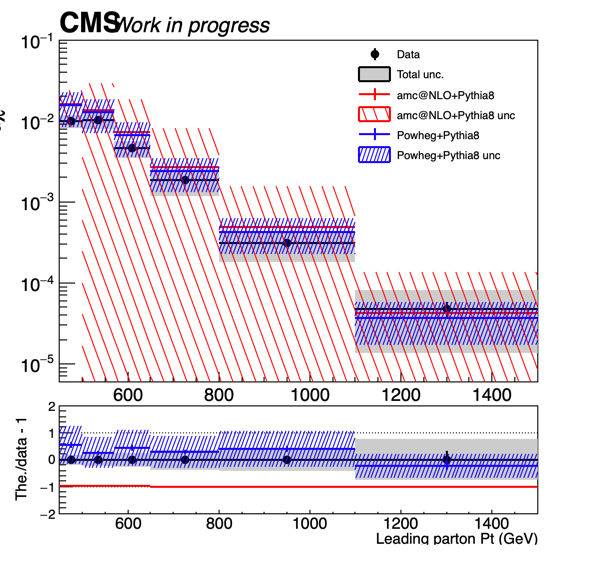 CMS Work in progress
10⁻¹
10⁻²
10⁻³
10⁻⁴
10⁻⁵
Data
Total unc.
amc@NLO+Pythia8
amc@NLO+Pythia8 unc
Powheg+Pythia8
Powheg+Pythia8 unc
600 800 1000 1200 1400
The./data - 1
2
1
0
−1
−2
600 800 1000 1200 1400
Leading parton Pt (GeV)